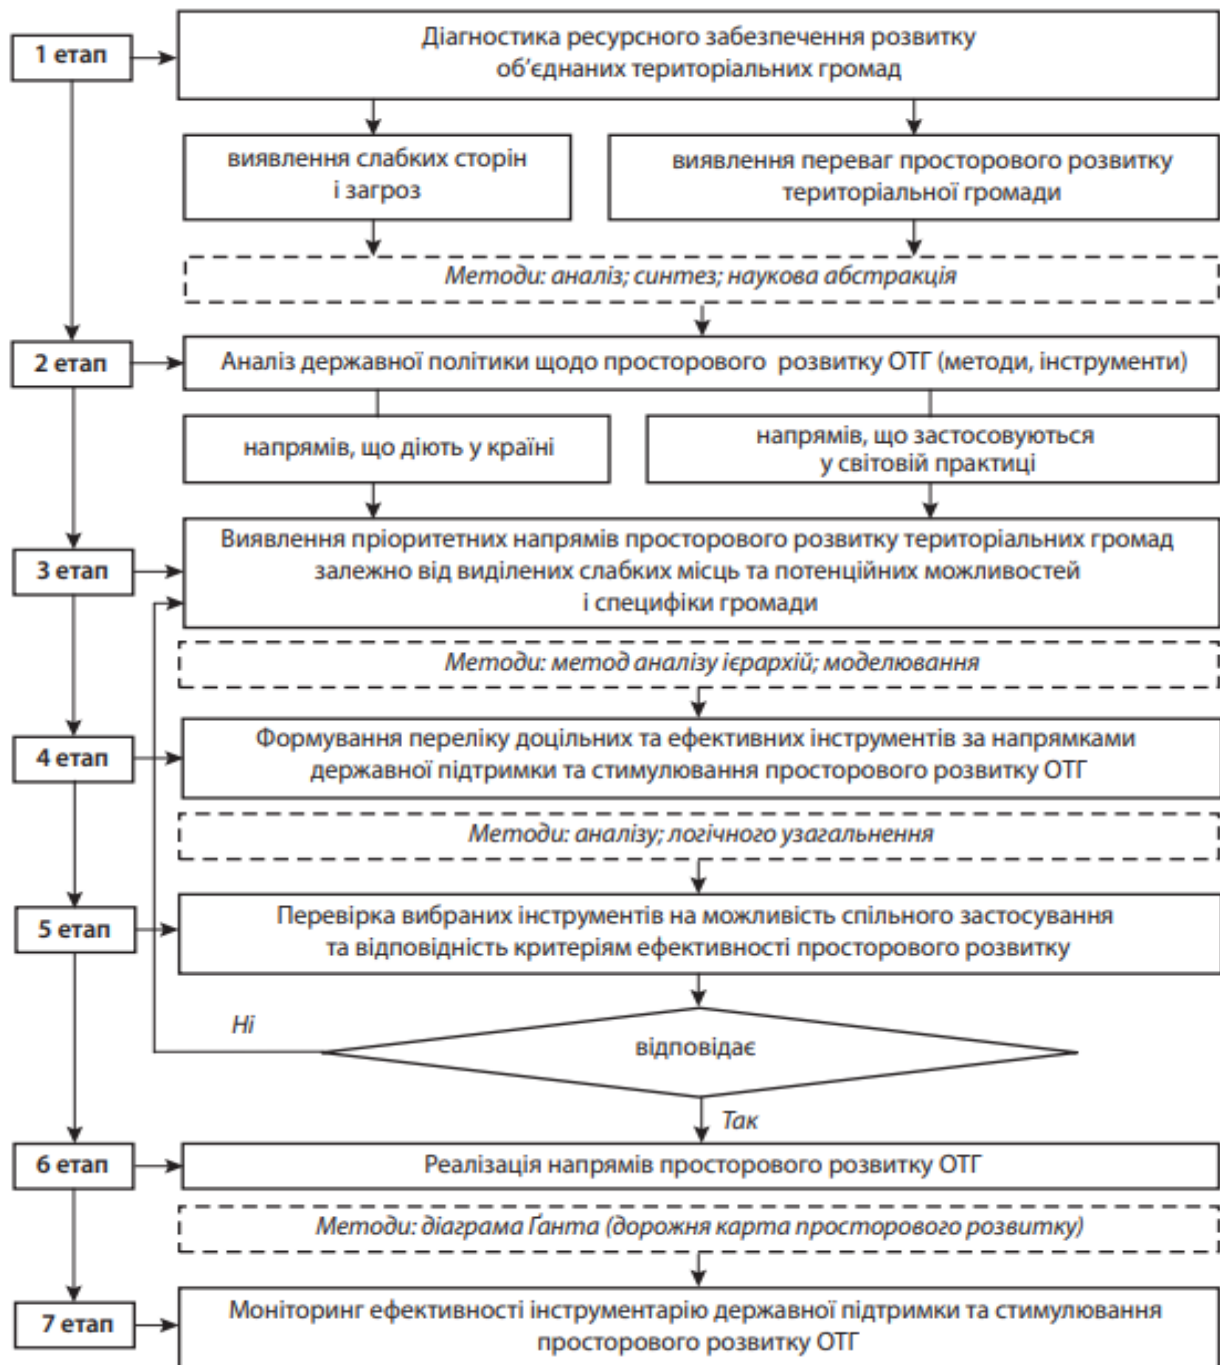 1 етап
Діагностика ресурсного забезпечення розвитку
об’єднаних територіальних громад
виявлення слабких сторін
і загроз
виявлення переваг просторового розвитку
територіальної громади
Методи: аналіз; синтез; наукова абстракція
2 етап
Аналіз державної політики щодо просторового розвитку ОТГ (методи, інструменти)
напрямів, що діють у країні
напрямів, що застосовуються
у світовій практиці
3 етап
Виявлення пріоритетних напрямів просторового розвитку територіальних громад
залежно від виділених слабких місць та потенційних можливостей
і специфіки громади
Методи: метод аналізу ієрархій; моделювання
4 етап
Формування переліку доцільних та ефективних інструментів за напрямками
державної підтримки та стимулювання просторового розвитку ОТГ
Методи: аналізу; логічного узагальнення
5 етап
Перевірка вибраних інструментів на можливість спільного застосування
та відповідність критеріям ефективності просторового розвитку
Ні
відповідає
Так
6 етап
Реалізація напрямів просторового розвитку ОТГ
Методи: діаграма Ґанта (дорожня карта просторового розвитку)
7 етап
Моніторинг ефективності інструментарію державної підтримки та стимулювання
просторового розвитку ОТГ